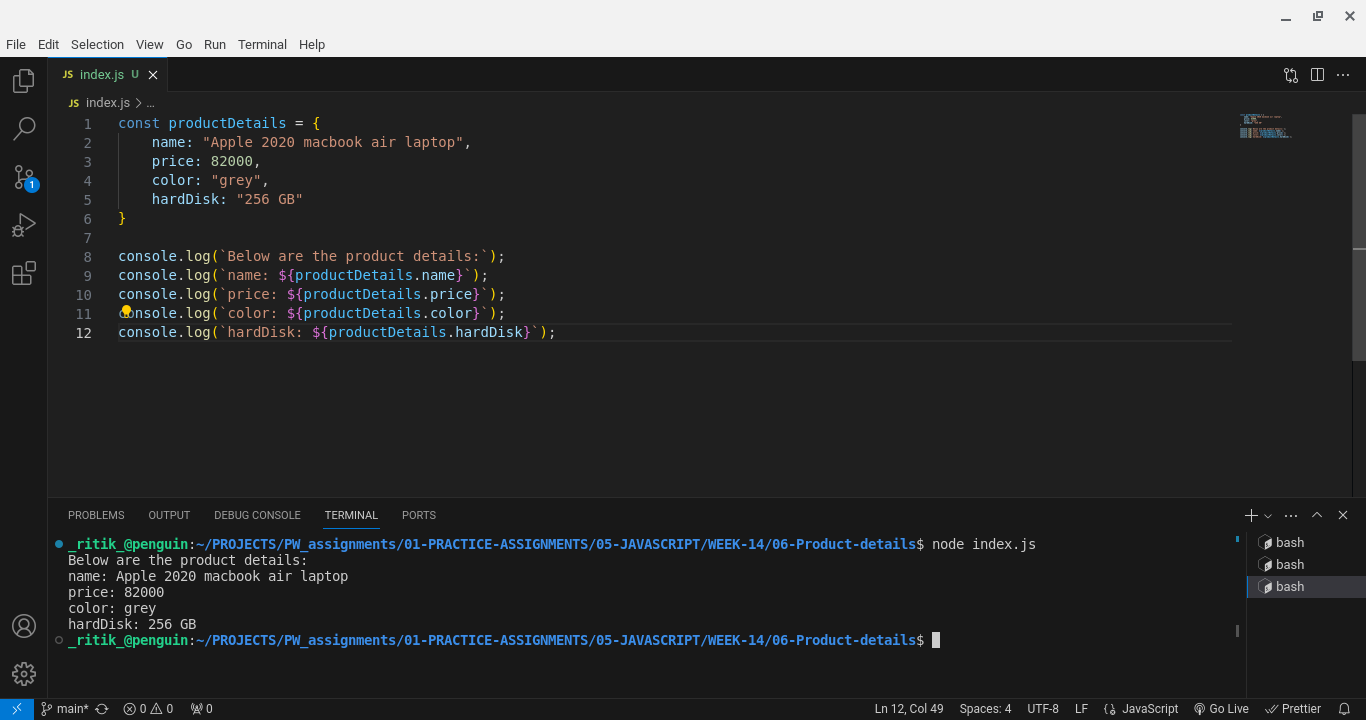 File Edit Selection View Go Run Terminal Help
JS index.js U
JS index.js > ...
1 const productDetails = {
2     name: "Apple 2020 macbook air laptop",
3     price: 82000,
4     color: "grey",
5     hardDisk: "256 GB"
6 }
7
8 console.log(`Below are the product details:`);
9 console.log(`name: ${productDetails.name}`);
10 console.log(`price: ${productDetails.price}`);
11 console.log(`color: ${productDetails.color}`);
12 console.log(`hardDisk: ${productDetails.hardDisk}`);
1
PROBLEMS OUTPUT DEBUG CONSOLE TERMINAL PORTS
_ritik_@penguin:~/PROJECTS/PW_assignments/01-PRACTICE-ASSIGNMENTS/05-JAVASCRIPT/WEEK-14/06-Product-details$ node index.js
Below are the product details:
name: Apple 2020 macbook air laptop
price: 82000
color: grey
hardDisk: 256 GB
_ritik_@penguin:~/PROJECTS/PW_assignments/01-PRACTICE-ASSIGNMENTS/05-JAVASCRIPT/WEEK-14/06-Product-details$
bash
bash
bash
main* 0 0 0 Ln 12, Col 49 Spaces: 4 UTF-8 LF JavaScript Go Live Prettier